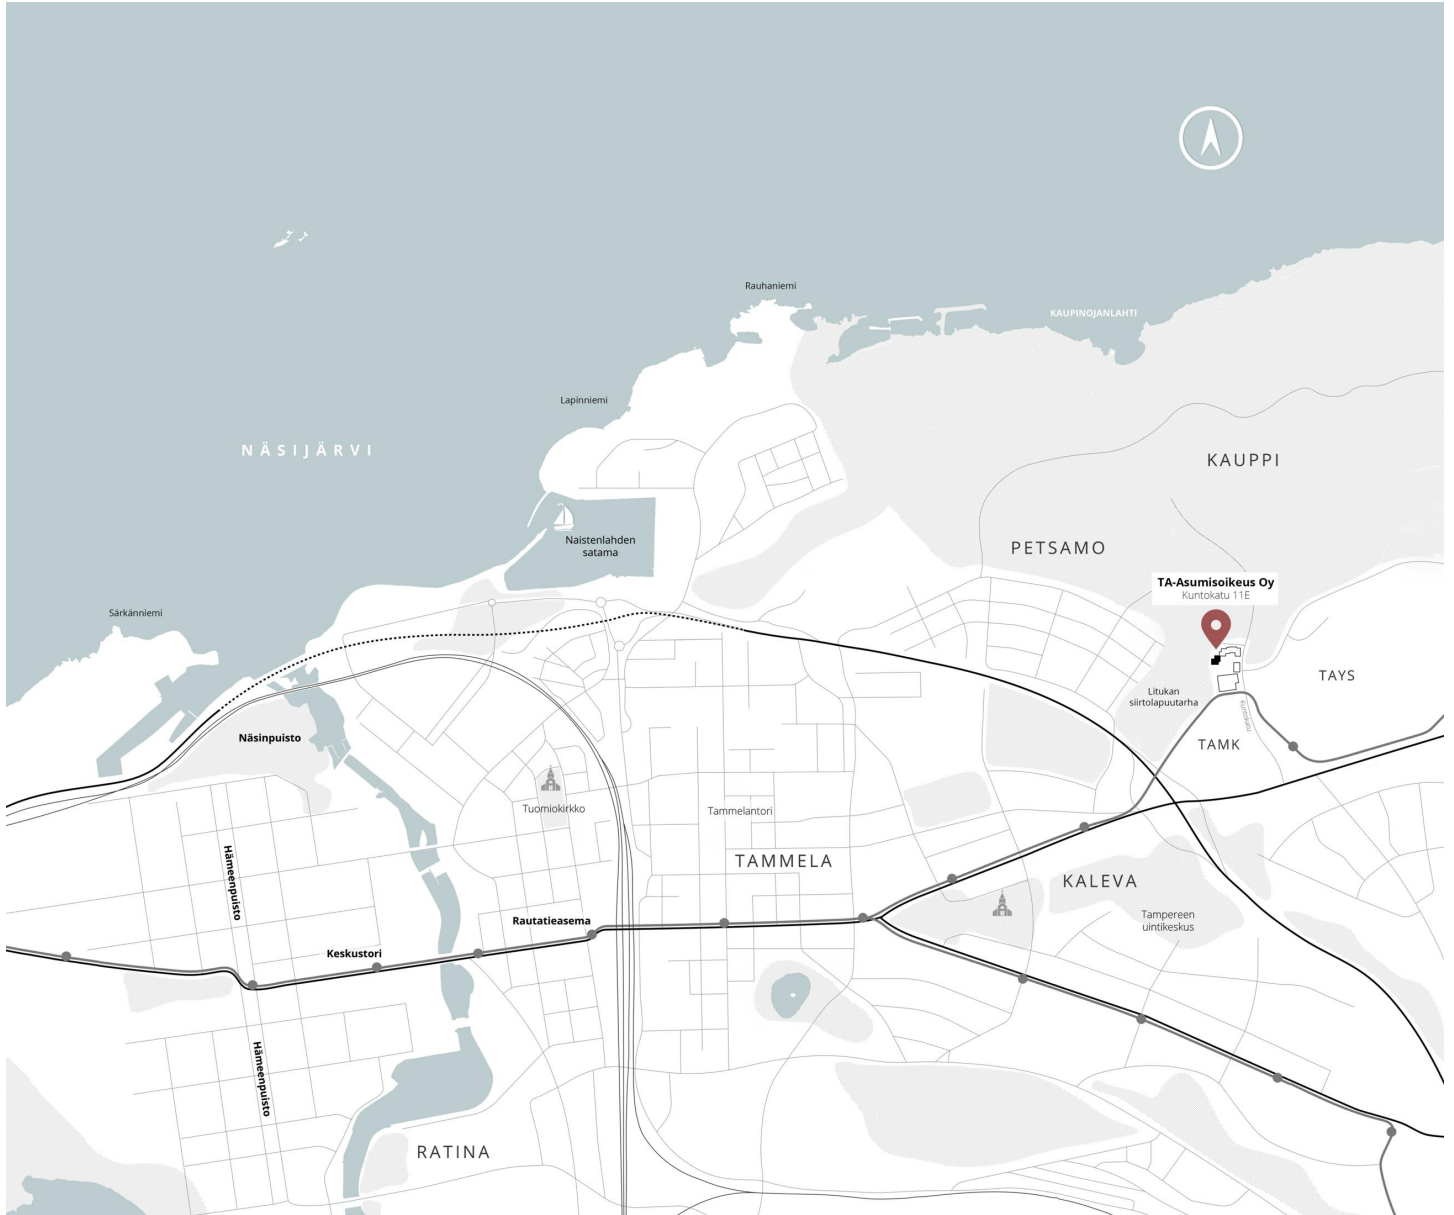 Rauhaniemi
KAUPINOJANLAHTI
Lapinniemi
NÄSIJÄRVI
KAUPPI
Naistenlahden
satama
PETSAMO
TA-Asumisoikeus Oy
Kuntokatu 11E
Särkänniemi
TAYS
Litukan
siirtolapuutarha
Kuntokatu
Näsinpuisto
TAMK
Tuomiokirkko
Tammelantori
TAMMELA
Hämeenpuisto
KALEVA
Rautatieasema
Tampereen
uintikeskus
Keskustori
Hämeenpuisto
RATINA